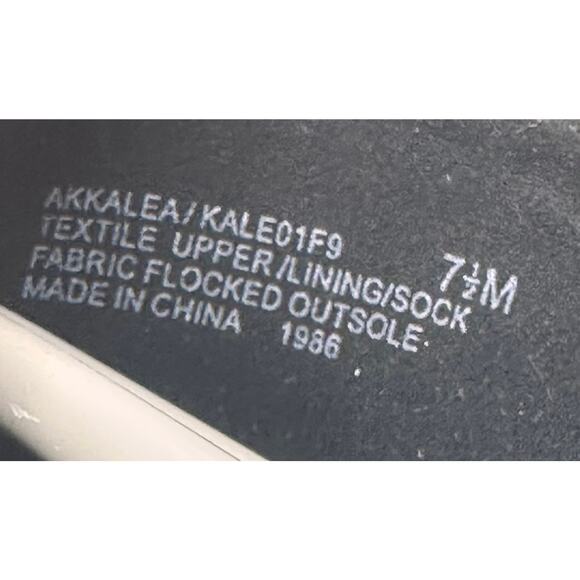 AKKALEA/KALE01F9 7½M
TEXTILE UPPER/LINING/SOCK
FABRIC FLOCKED OUTSOLE
MADE IN CHINA 1986